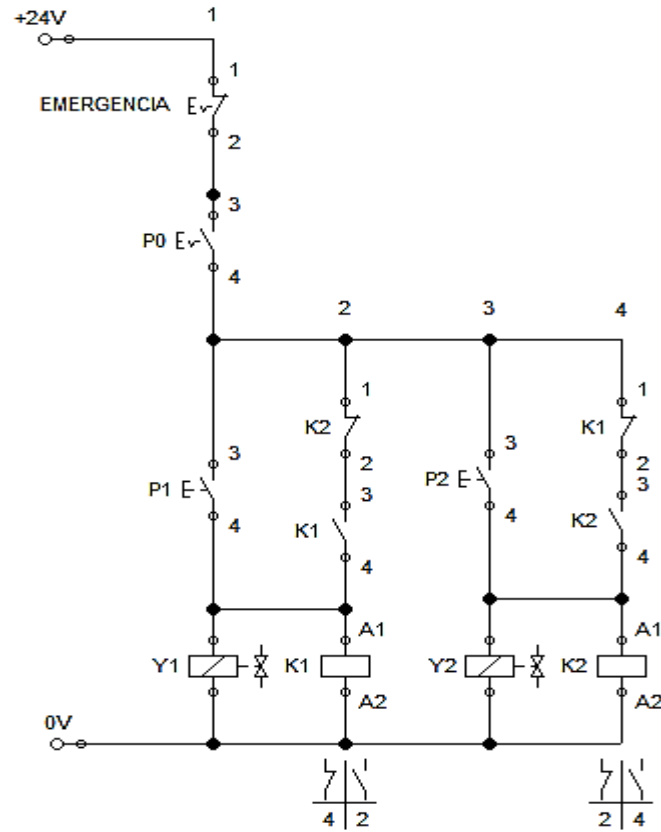 1
+24V
1
EMERGENCIA
2
3
P0
4
2 3 4
1 1
K2 K1
3 2 3 2
P1 3 P2 3
4 K1 4 K2
4 4
A1 A1
Y1 K1 Y2 K2
A2 A2
0V
4 2 2 4